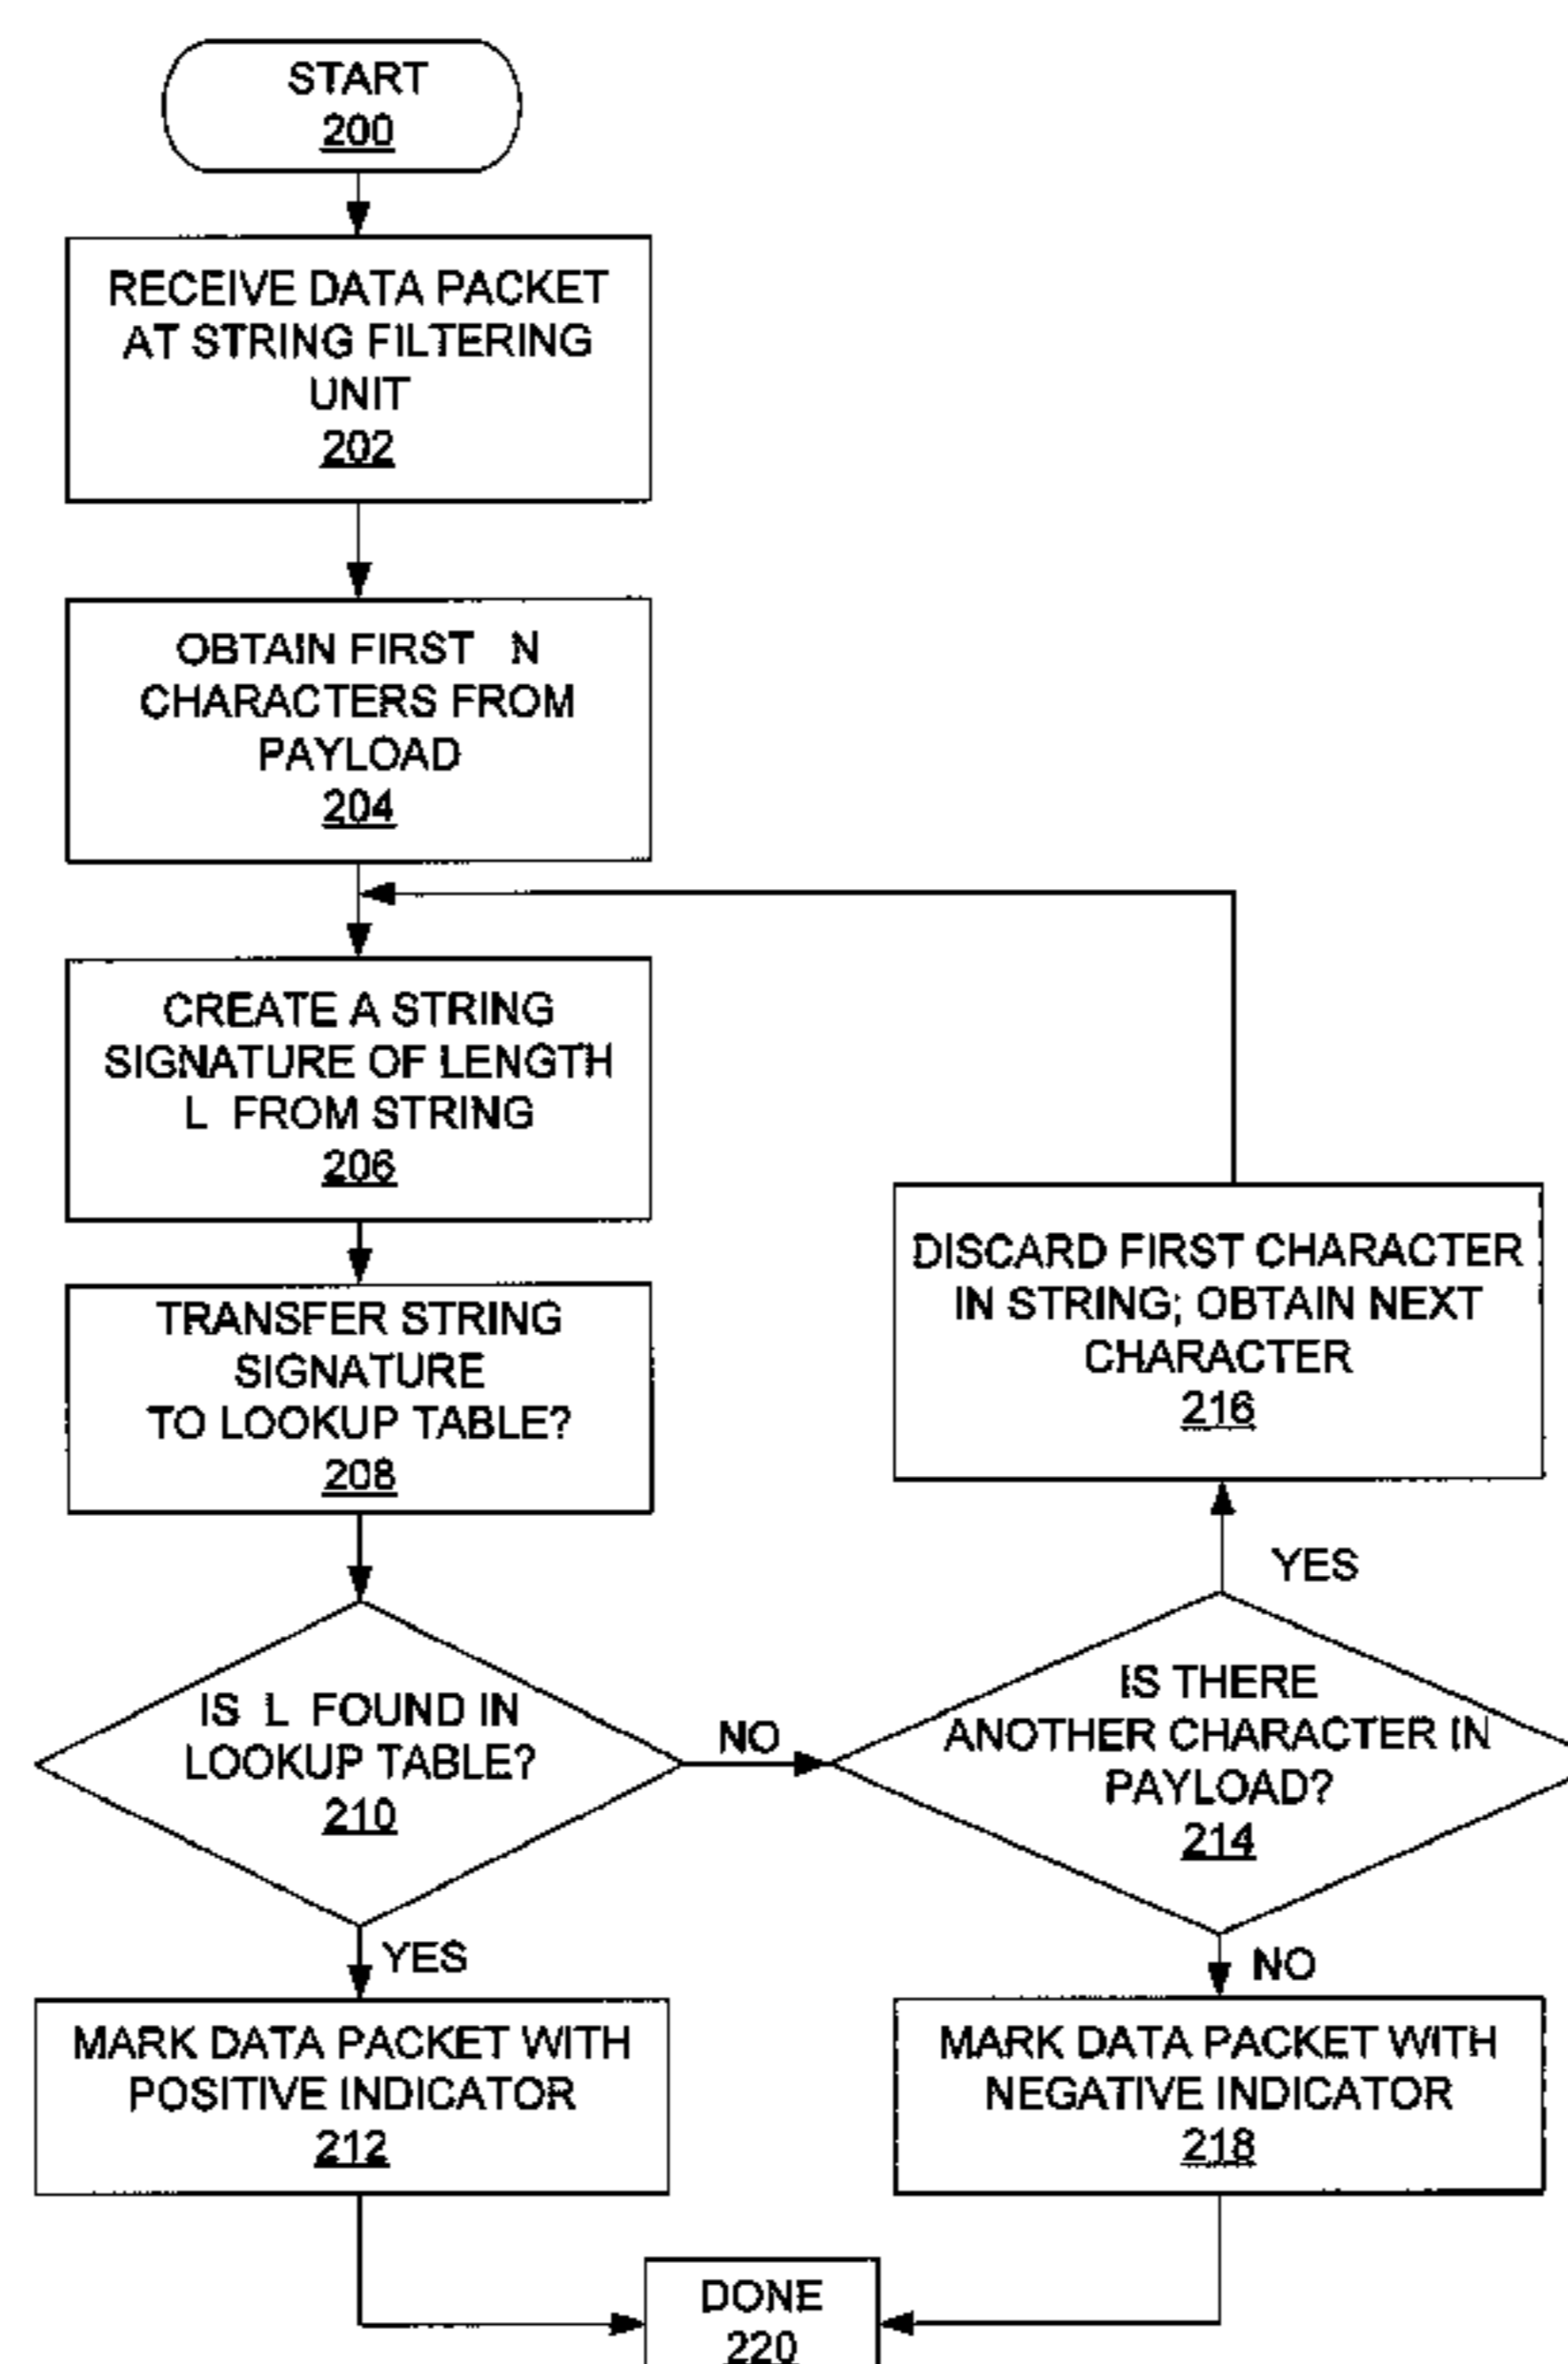 START
200
RECEIVE DATA PACKET
AT STRING FILTERING
UNIT
202
OBTAIN FIRST N
CHARACTERS FROM
PAYLOAD
204
CREATE A STRING
SIGNATURE OF LENGTH
L FROM STRING
206
TRANSFER STRING
SIGNATURE
TO LOOKUP TABLE?
208
IS L FOUND IN
LOOKUP TABLE?
210
NO
YES
MARK DATA PACKET WITH
POSITIVE INDICATOR
212
DISCARD FIRST CHARACTER
IN STRING; OBTAIN NEXT
CHARACTER
216
YES
IS THERE
ANOTHER CHARACTER IN
PAYLOAD?
214
NO
MARK DATA PACKET WITH
NEGATIVE INDICATOR
218
DONE
220